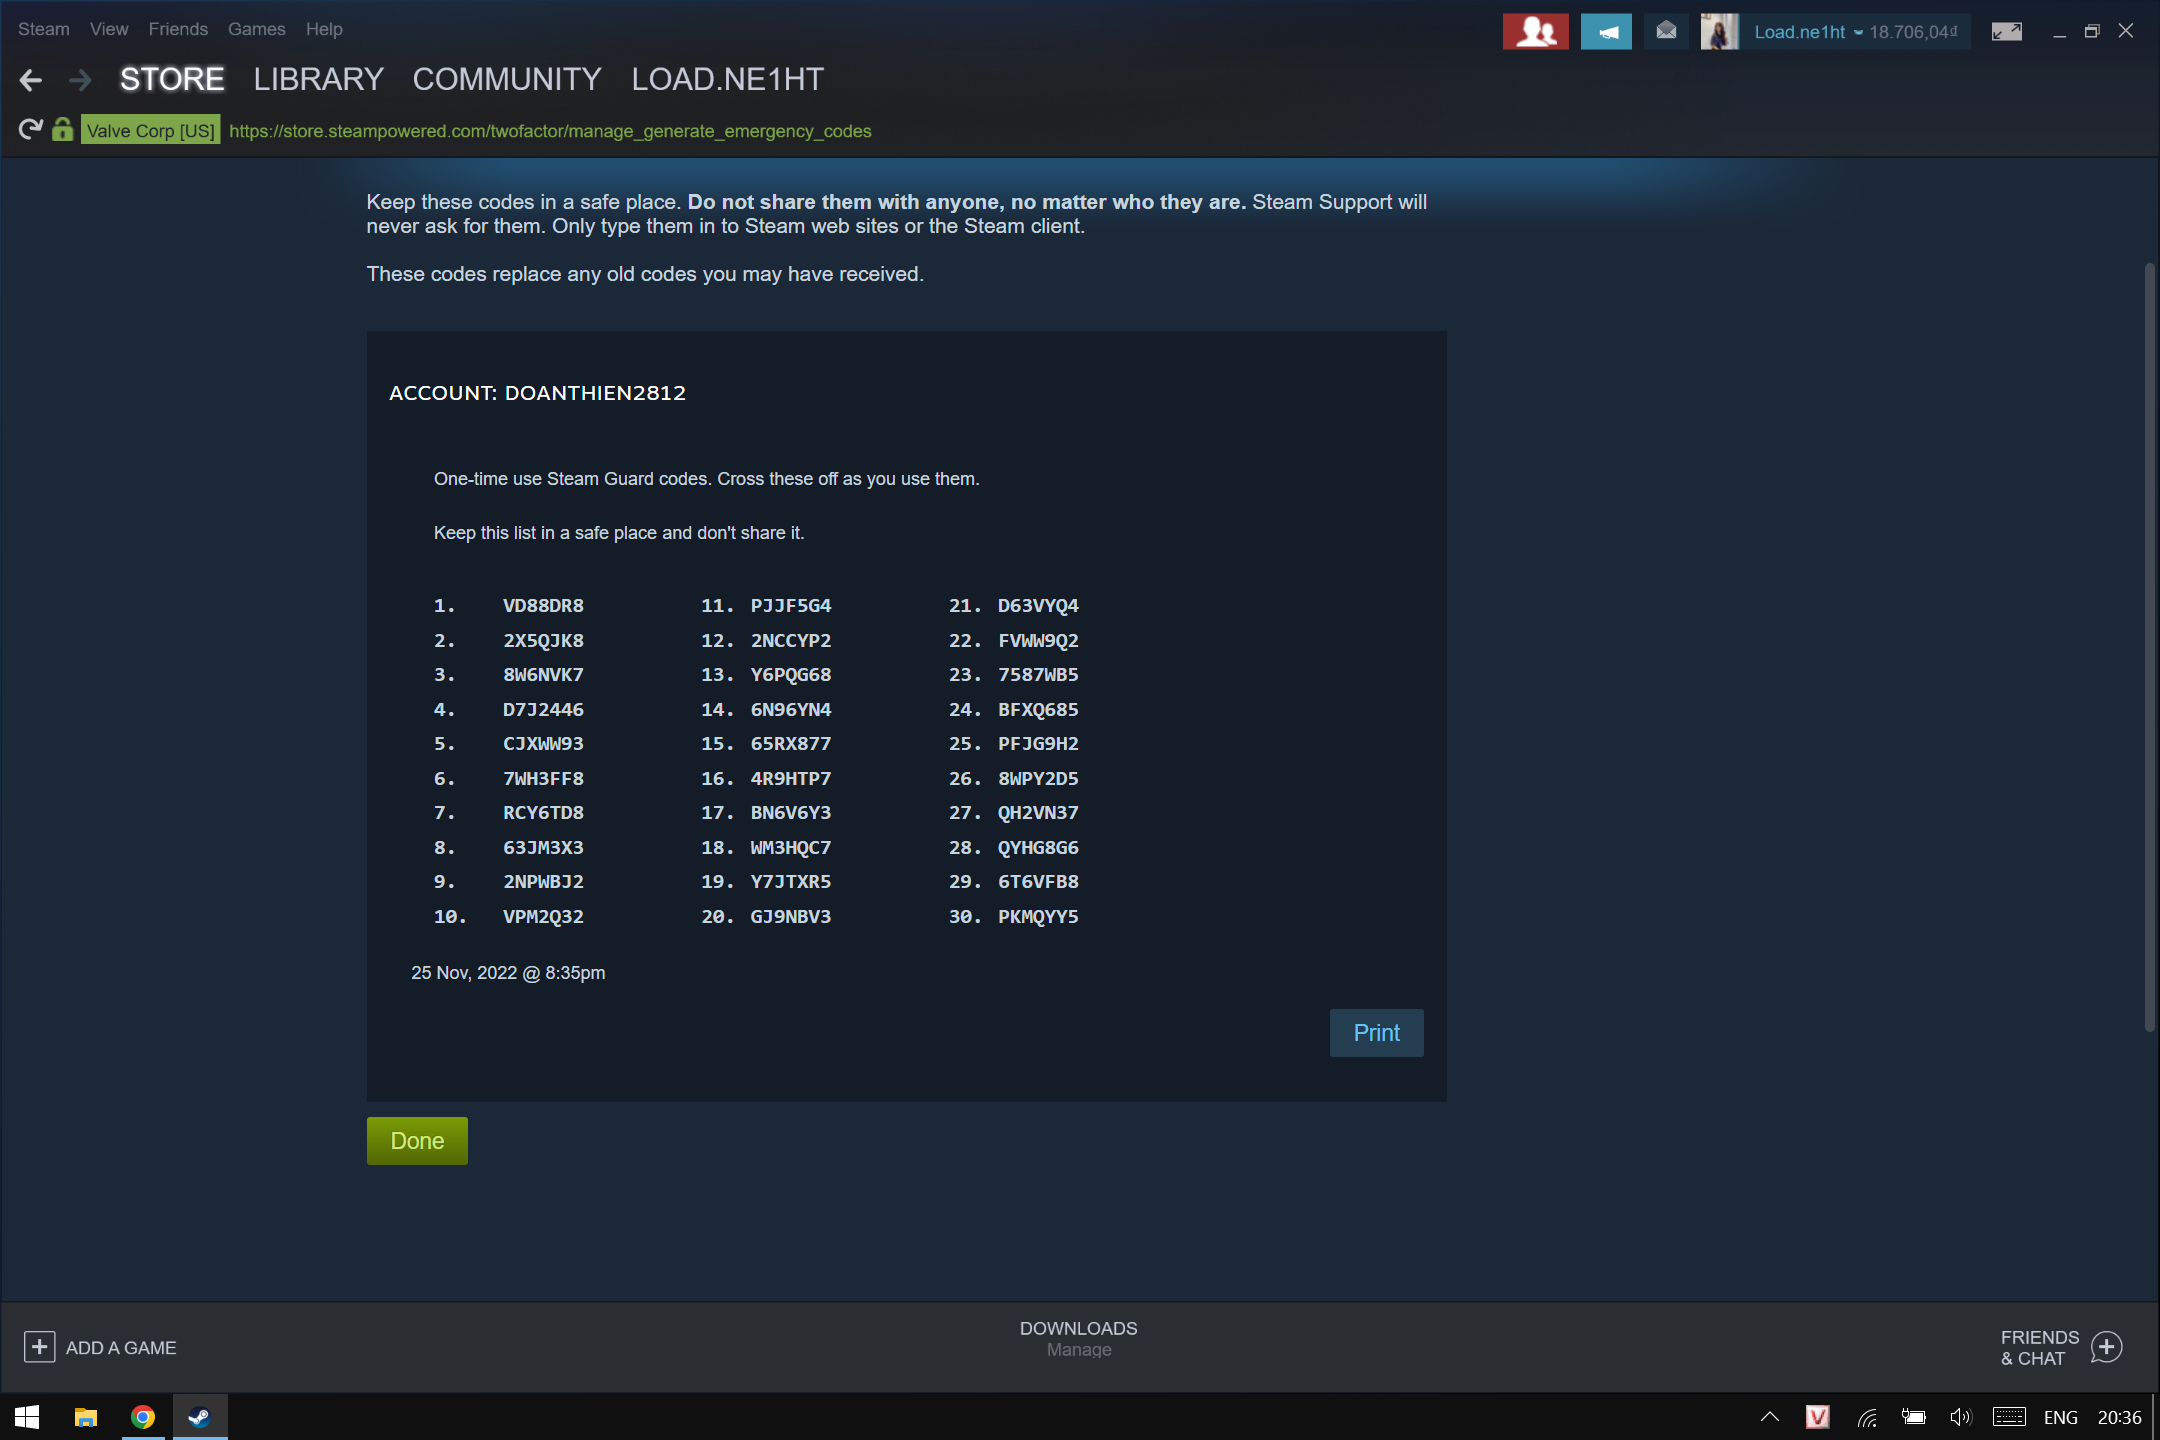 Steam View Friends Games Help
Load.ne1ht 18.706,04₫
STORE LIBRARY COMMUNITY LOAD.NE1HT
Valve Corp [US] https://store.steampowered.com/twofactor/manage_generate_emergency_codes
Keep these codes in a safe place. Do not share them with anyone, no matter who they are. Steam Support will
never ask for them. Only type them in to Steam web sites or the Steam client.
These codes replace any old codes you may have received.
ACCOUNT: DOANTHIEN2812
One-time use Steam Guard codes. Cross these off as you use them.
Keep this list in a safe place and don't share it.
1. VD88DR8 11. PJJF5G4 21. D63VYQ4
2. 2X5QJK8 12. 2NCCYP2 22. FVWW9Q2
3. 8W6NVK7 13. Y6PQG68 23. 7587WB5
4. D7J2446 14. 6N96YN4 24. BFXQ685
5. CJXWW93 15. 65RX877 25. PFJG9H2
6. 7WH3FF8 16. 4R9HTP7 26. 8WPY2D5
7. RCY6TD8 17. BN6V6Y3 27. QH2VN37
8. 63JM3X3 18. WM3HQC7 28. QYHG8G6
9. 2NPWBJ2 19. Y7JTXR5 29. 6T6VFB8
10. VPM2Q32 20. GJ9NBV3 30. PKMQYY5
25 Nov, 2022 @ 8:35pm
Print
Done
ADD A GAME
DOWNLOADS
Manage
FRIENDS
& CHAT
V ENG 20:36